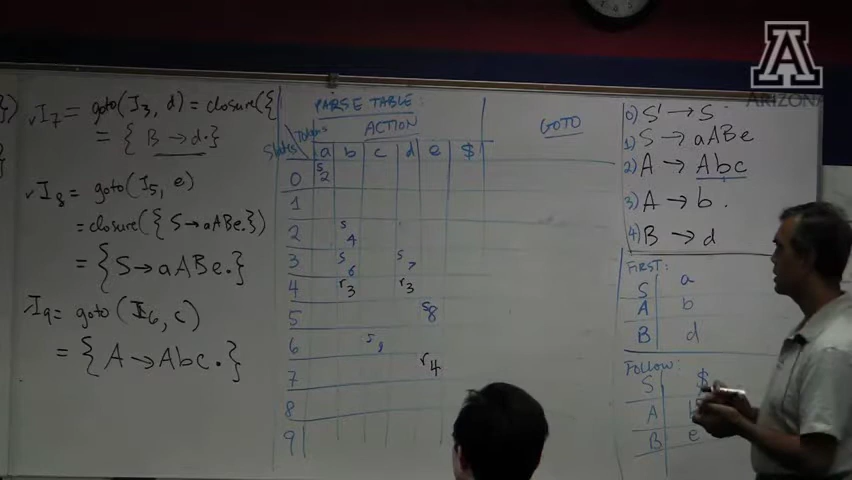 I7 = goto(I3, d) = closure({
= { B → d.}
I8 = goto(I5, e)
= closure({S→aABe.})
= {S→aABe.}
I9 = goto(I6, c)
= {A→Abc.}
PARSE TABLE:
Tokens ACTION GOTO
States a b c d e $
0 s2
1
2 s4
3 s6 s7
4 r3 r3
5 s8
6 s9
7 r4
8
9
0) S' → S
1) S → aABe
2) A → Abc
3) A → b .
4) B → d
FIRST:
S a
A b
B d
Follow:
S $
A b
B e
A
ARIZONA